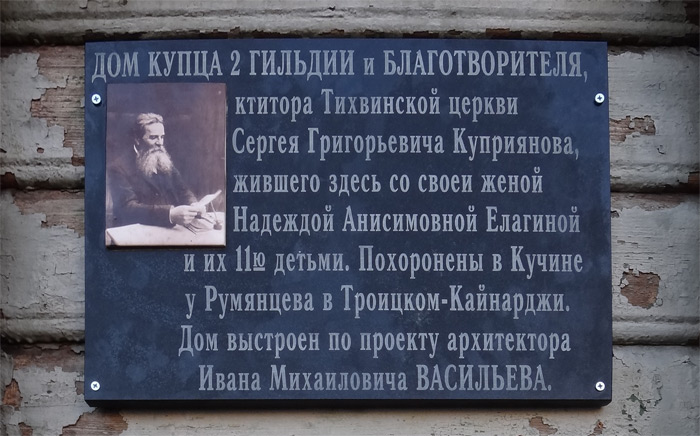 ДОМ КУПЦА 2 ГИЛЬДИИ и БЛАГОТВОРИТЕЛЯ,
ктитора Тихвинской церкви
Сергея Григорьевича Куприянова,
жившего здесь со своеи женой
Надеждой Анисимовной Елагиной
и их 11ю детьми. Похоронены в Кучине
у Румянцева в Троицком-Кайнарджи.
Дом выстроен по проекту архитектора
Ивана Михаиловича ВАСИЛЬЕВА.